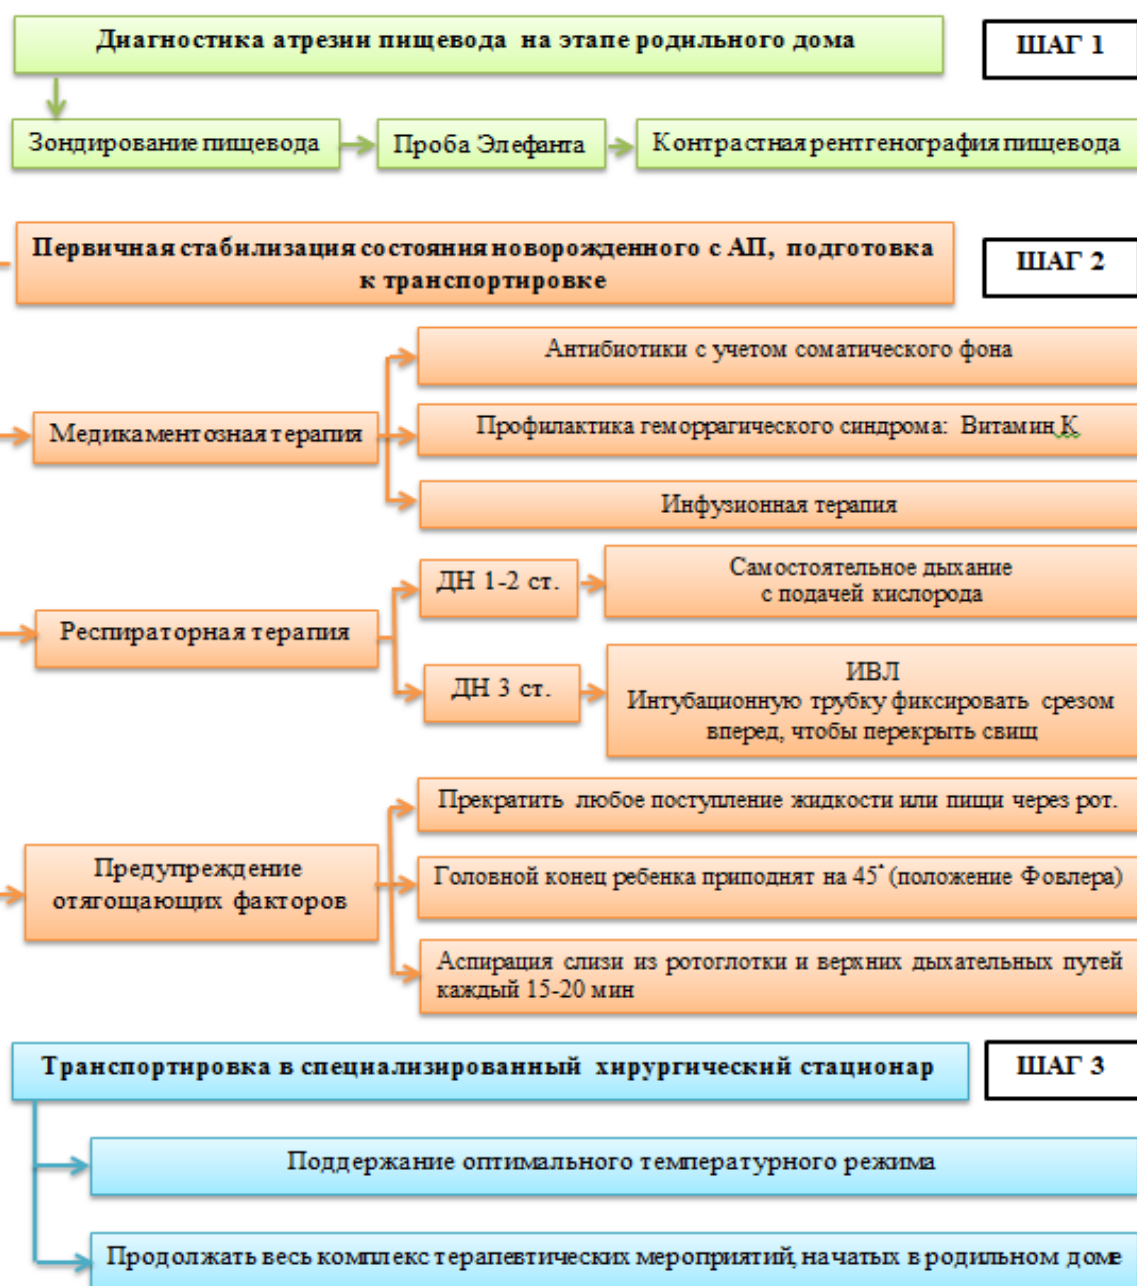 Диагностика атрезии пищевода на этапе родильного дома
ШАГ 1
Зондирование пищевода
Проба Элефанта
Контрастная рентгенография пищевода
Первичная стабилизация состояния новорожденного с АП, подготовка
к транспортировке
ШАГ 2
Антибиотики с учетом соматического фона
Медикаментозная терапия
Профилактика геморрагического синдрома: Витамин К
Инфузионная терапия
ДН 1-2 ст.
Самостоятельное дыхание
с подачей кислорода
Респираторная терапия
ДН 3 ст.
ИВЛ
Интубационную трубку фиксировать срезом
вперед, чтобы перекрыть свищ
Прекратить любое поступление жидкости или пищи через рот.
Предупреждение
отягощающих факторов
Головной конец ребенка приподнят на 45˚ (положение Фовлера)
Аспирация слизи из ротоглотки и верхних дыхательных путей
каждый 15-20 мин
Транспортировка в специализированный хирургический стационар
ШАГ 3
Поддержание оптимального температурного режима
Продолжать весь комплекс терапевтических мероприятий, начатых в родильном доме